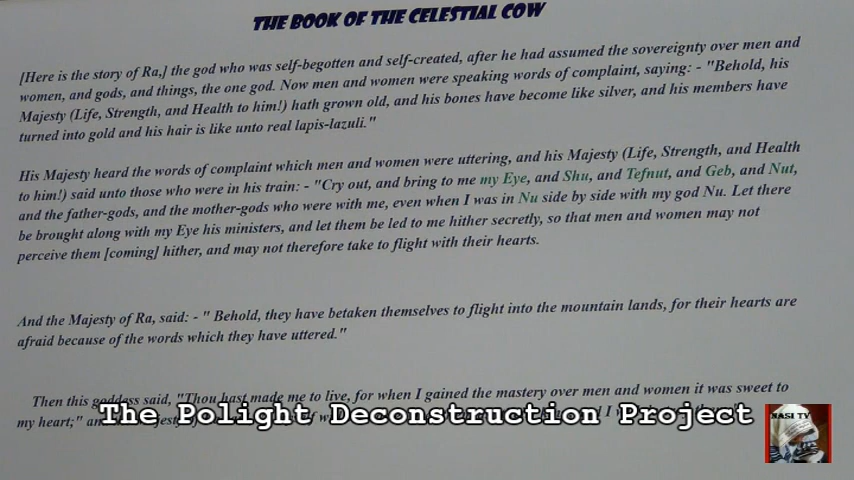 THE BOOK OF THE CELESTIAL COW
[Here is the story of Ra,] the god who was self-begotten and self-created, after he had assumed the sovereignty over men and
women, and gods, and things, the one god. Now men and women were speaking words of complaint, saying: - "Behold, his
Majesty (Life, Strength, and Health to him!) hath grown old, and his bones have become like silver, and his members have
turned into gold and his hair is like unto real lapis-lazuli."
His Majesty heard the words of complaint which men and women were uttering, and his Majesty (Life, Strength, and Health
to him!) said unto those who were in his train: - "Cry out, and bring to me my Eye, and Shu, and Tefnut, and Geb, and Nut,
and the father-gods, and the mother-gods who were with me, even when I was in Nu side by side with my god Nu. Let there
be brought along with my Eye his ministers, and let them be led to me hither secretly, so that men and women may not
perceive them [coming] hither, and may not therefore take to flight with their hearts.
And the Majesty of Ra, said: - " Behold, they have betaken themselves to flight into the mountain lands, for their hearts are
afraid because of the words which they have uttered."
Then this goddess said, "Thou hast made me to live, for when I gained the mastery over men and women it was sweet to
my heart;"
The Polight Deconstruction Project
NASI TV